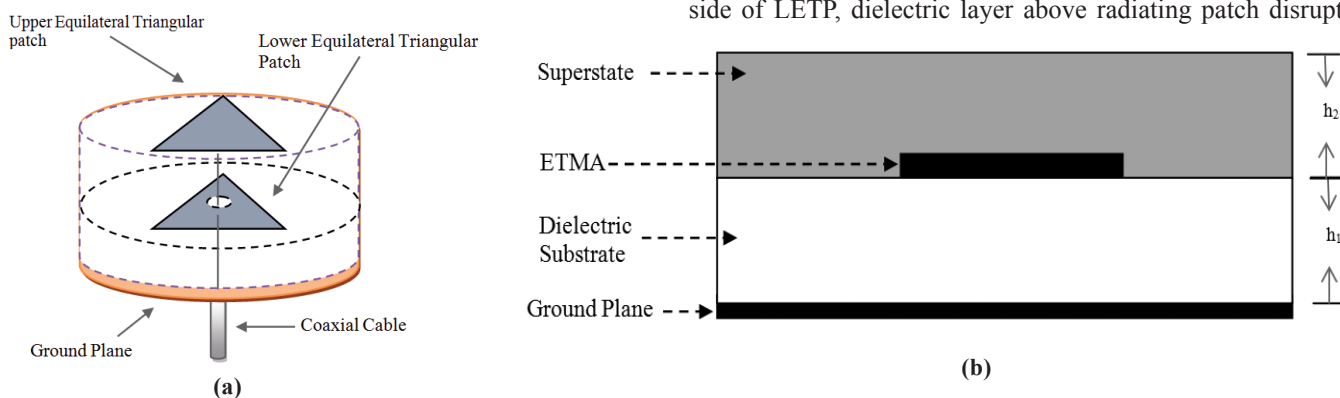 side of LETP, dielectric layer above radiating patch disrupt
Upper Equilateral Triangular
patch
Lower Equilateral Triangular
Patch
Coaxial Cable
Ground Plane
(a)
Superstate
ETMA
Dielectric
Substrate
Ground Plane
h2
h1
(b)